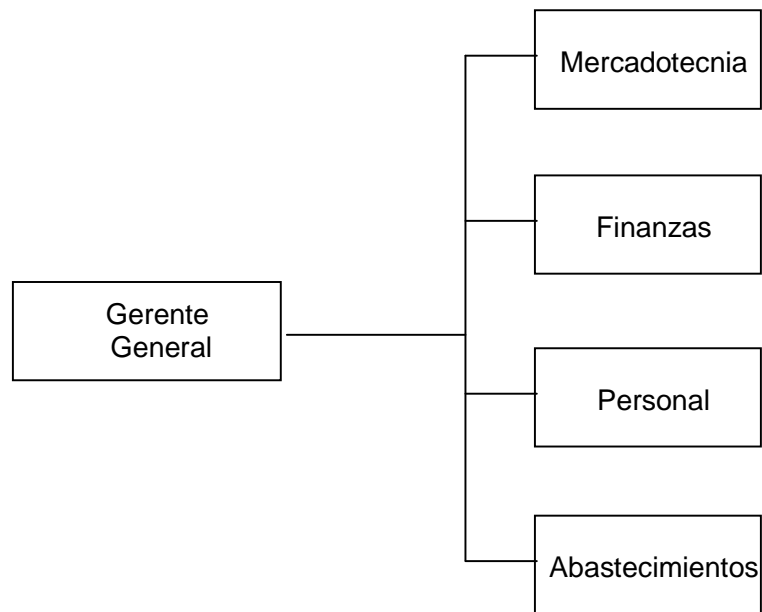 Mercadotecnia
Finanzas
Gerente
General
Personal
Abastecimientos